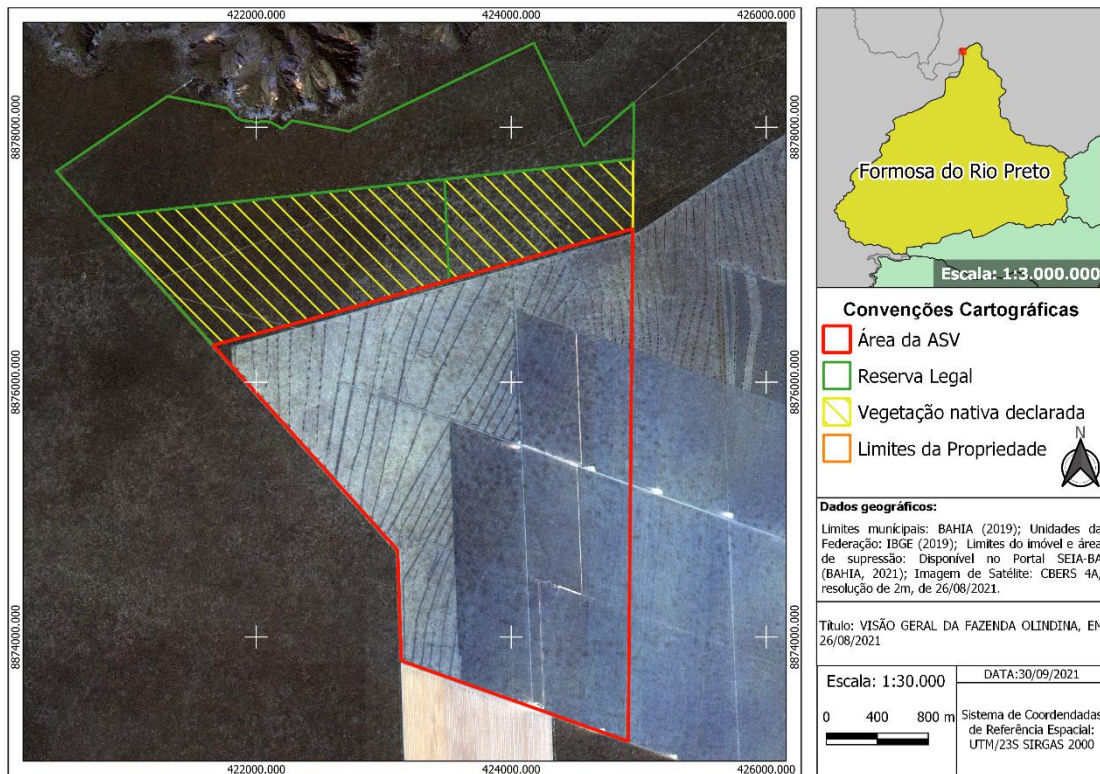 422000.000
424000.000
426000.000
8878000.000
8878000.000
8876000.000
8876000.000
8874000.000
8874000.000
422000.000
424000.000
426000.000
Formosa do Rio Preto
Escala: 1:3.000.000
Convenções Cartográficas
Área da ASV
Reserva Legal
Vegetação nativa declarada
Limites da Propriedade
N
Dados geográficos:
Limites municípais: BAHIA (2019); Unidades da
Federação: IBGE (2019); Limites do imóvel e área
de supressão: Disponível no Portal SEIA-BA
(BAHIA, 2021); Imagem de Satélite: CBERS 4A,
resolução de 2m, de 26/08/2021.
Título: VISÃO GERAL DA FAZENDA OLINDINA, EM
26/08/2021
Escala: 1:30.000
0 400 800 m
DATA:30/09/2021
Sistema de Coordendadas
de Referência Espacial:
UTM/23S SIRGAS 2000